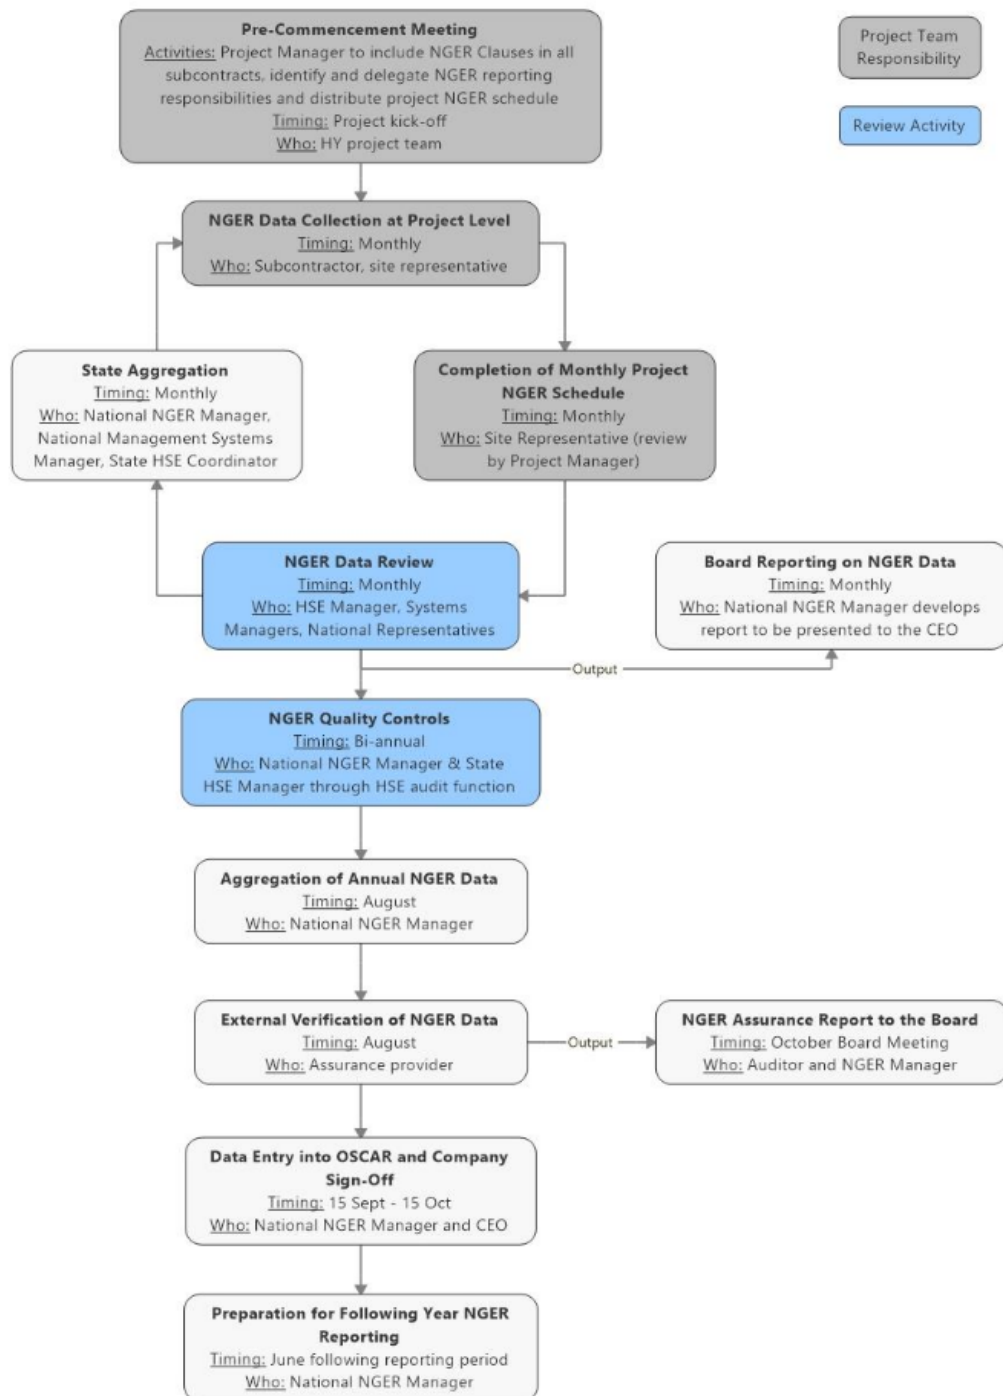 Pre-Commencement Meeting
Activities: Project Manager to include NGER Clauses in all
subcontracts, identify and delegate NGER reporting
responsibilities and distribute project NGER schedule
Timing: Project kick-off
Who: HY project team
Project Team
Responsibility
Review Activity
NGER Data Collection at Project Level
Timing: Monthly
Who: Subcontractor, site representative
State Aggregation
Timing: Monthly
Who: National NGER Manager,
National Management Systems
Manager, State HSE Coordinator
Completion of Monthly Project
NGER Schedule
Timing: Monthly
Who: Site Representative (review
by Project Manager)
NGER Data Review
Timing: Monthly
Who: HSE Manager, Systems
Managers, National Representatives
Board Reporting on NGER Data
Timing: Monthly
Who: National NGER Manager develops
report to be presented to the CEO
Output
NGER Quality Controls
Timing: Bi-annual
Who: National NGER Manager & State
HSE Manager through HSE audit function
Aggregation of Annual NGER Data
Timing: August
Who: National NGER Manager
External Verification of NGER Data
Timing: August
Who: Assurance provider
Output
NGER Assurance Report to the Board
Timing: October Board Meeting
Who: Auditor and NGER Manager
Data Entry into OSCAR and Company
Sign-Off
Timing: 15 Sept - 15 Oct
Who: National NGER Manager and CEO
Preparation for Following Year NGER
Reporting
Timing: June following reporting period
Who: National NGER Manager